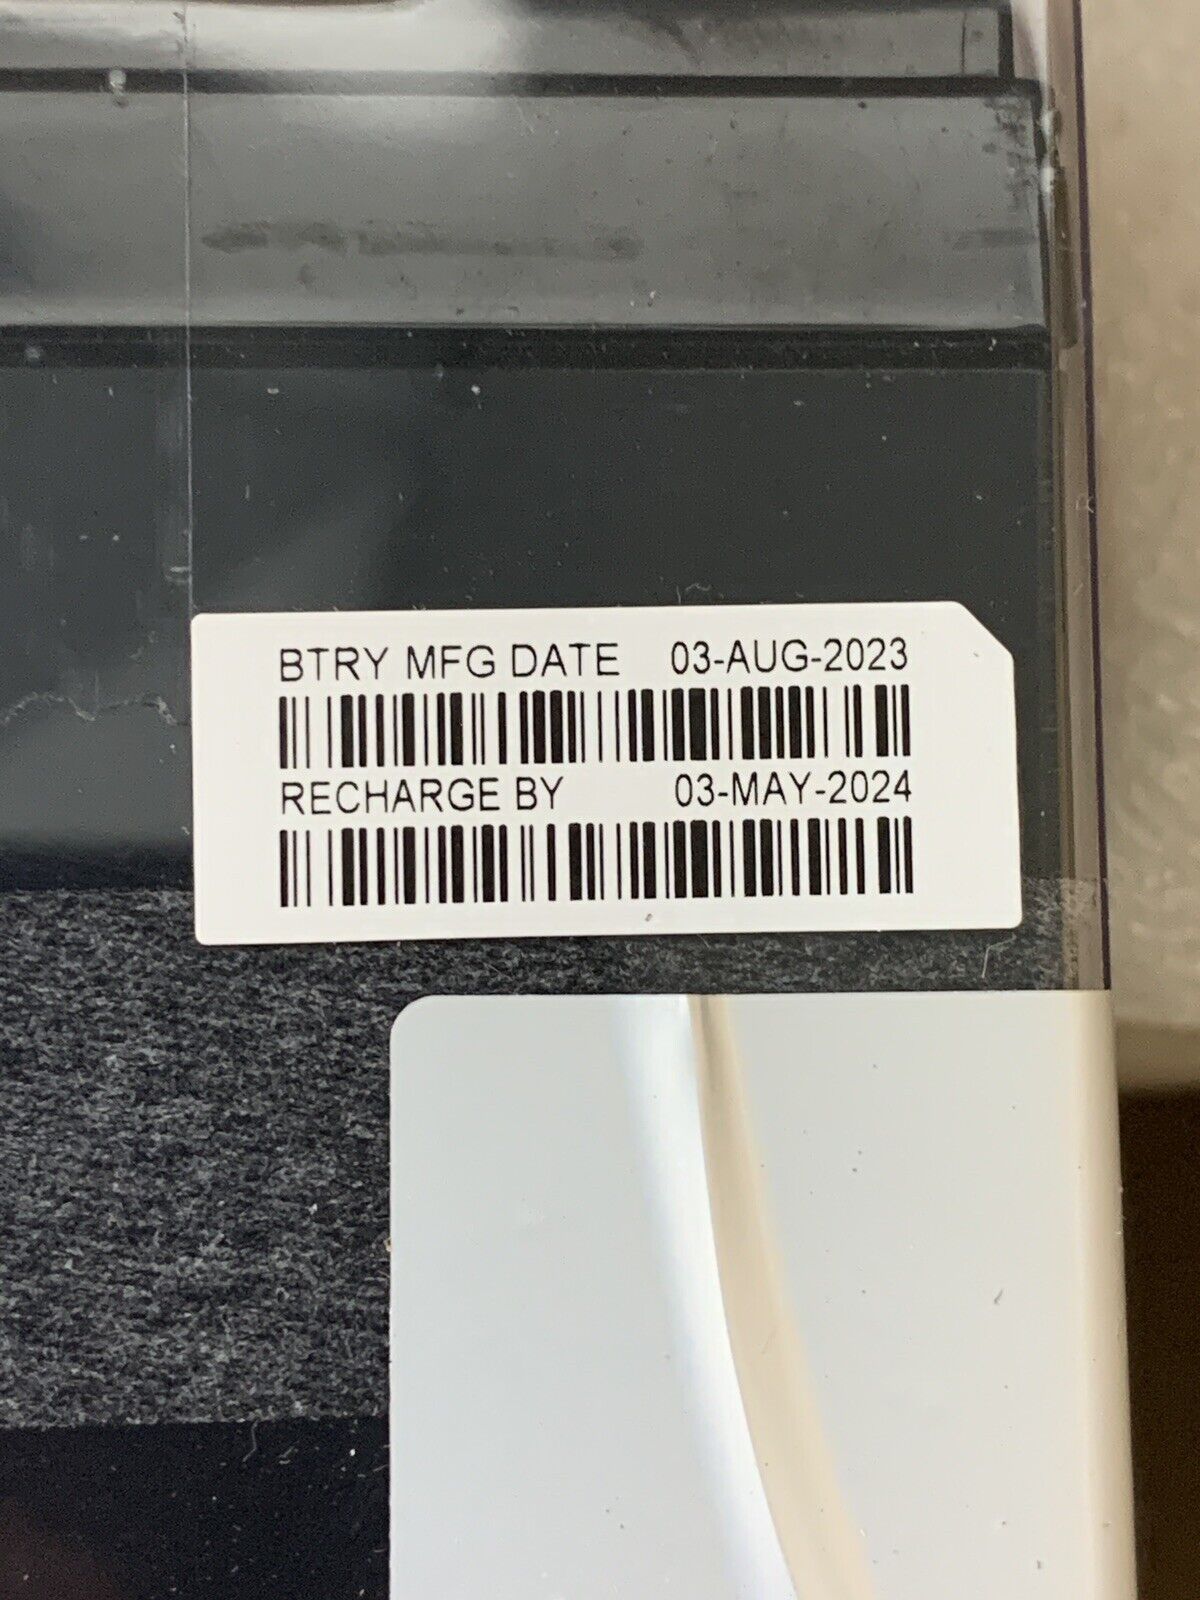 BTRY MFG DATE 03-AUG-2023
RECHARGE BY 03-MAY-2024